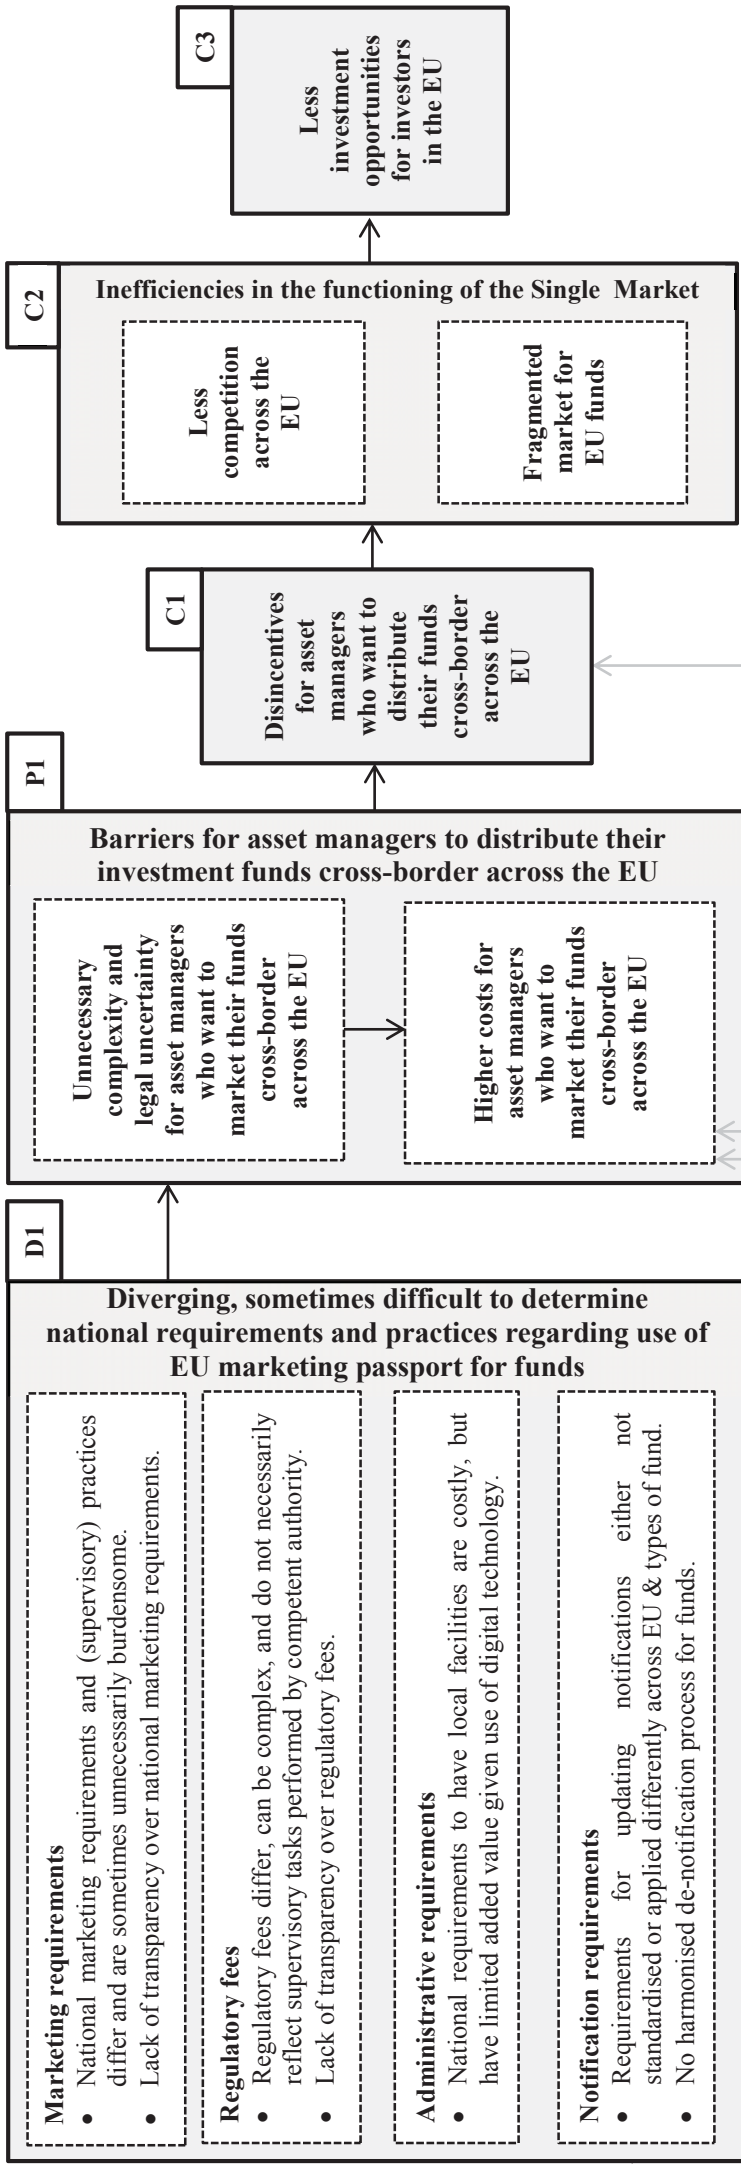 D1
Diverging, sometimes difficult to determine
national requirements and practices regarding use of
EU marketing passport for funds
Marketing requirements
• National marketing requirements and (supervisory) practices
differ and are sometimes unnecessarily burdensome.
• Lack of transparency over national marketing requirements.
Regulatory fees
• Regulatory fees differ, can be complex, and do not necessarily
reflect supervisory tasks performed by competent authority.
• Lack of transparency over regulatory fees.
Administrative requirements
• National requirements to have local facilities are costly, but
have limited added value given use of digital technology.
Notification requirements
• Requirements for updating notifications either not
standardised or applied differently across EU & types of fund.
• No harmonised de-notification process for funds.
P1
Barriers for asset managers to distribute their
investment funds cross-border across the EU
Unnecessary
complexity and
legal uncertainty
for asset managers
who want to
market their funds
cross-border
across the EU
Higher costs for
asset managers
who want to
market their funds
cross-border
across the EU
C1
Disincentives
for asset
managers
who want to
distribute
their funds
cross-border
across the
EU
C2
Inefficiencies in the functioning of the Single Market
Less
competition
across the
EU
Fragmented
market for
EU funds
C3
Less
investment
opportunities
for investors
in the EU